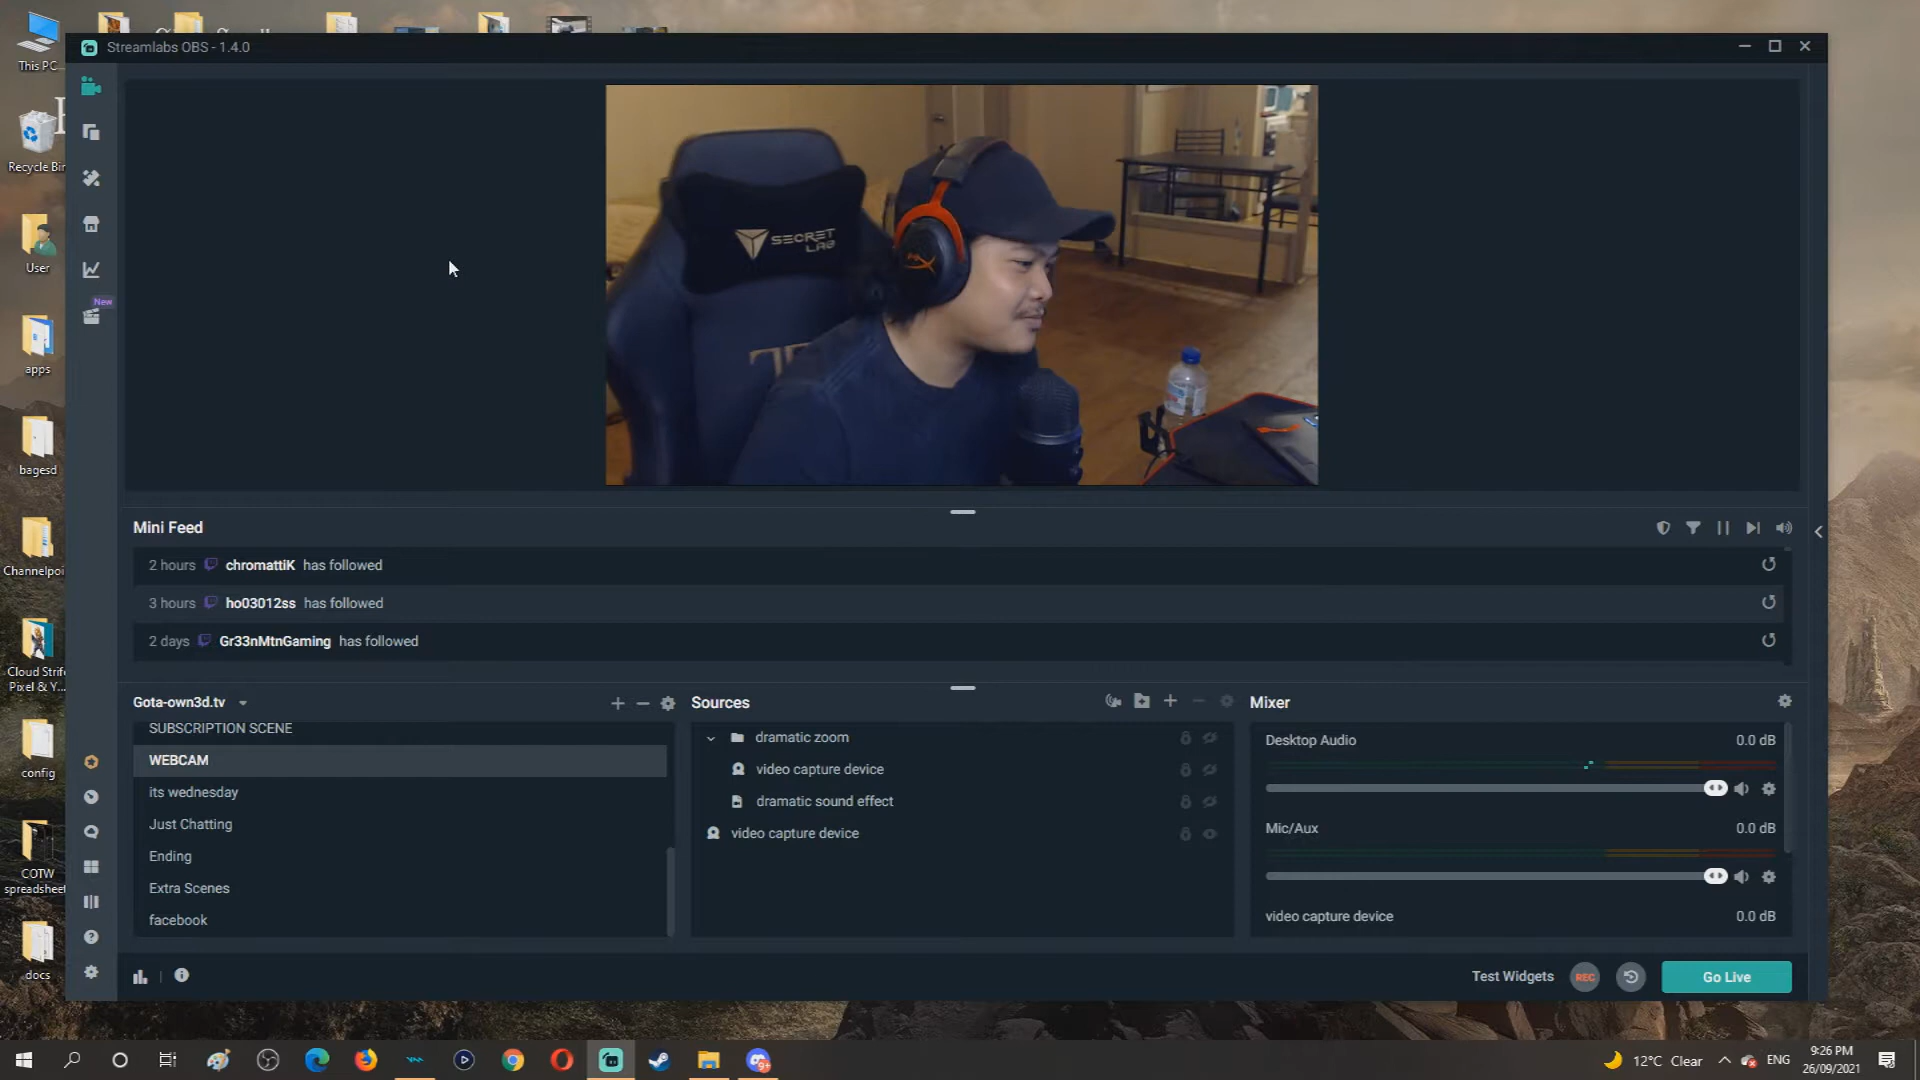 This PC
Streamlabs OBS - 1.4.0
Recycle Bin
New
User
apps
bagesd
Channelpoi
Cloud Strif
Pixel & Y...
config
COTW
spreadsheet
docs
SECRET
LAB
Mini Feed
2 hours chromattiK has followed
3 hours ho03012ss has followed
2 days Gr33nMtnGaming has followed
Gota-own3d.tv
SUBSCRIPTION SCENE
WEBCAM
its wednesday
Just Chatting
Ending
Extra Scenes
facebook
Sources
dramatic zoom
video capture device
dramatic sound effect
video capture device
Mixer
Desktop Audio 0.0 dB
Mic/Aux 0.0 dB
video capture device 0.0 dB
Test Widgets
REC
Go Live
9+
12°C Clear
ENG
9:26 PM
26/09/2021